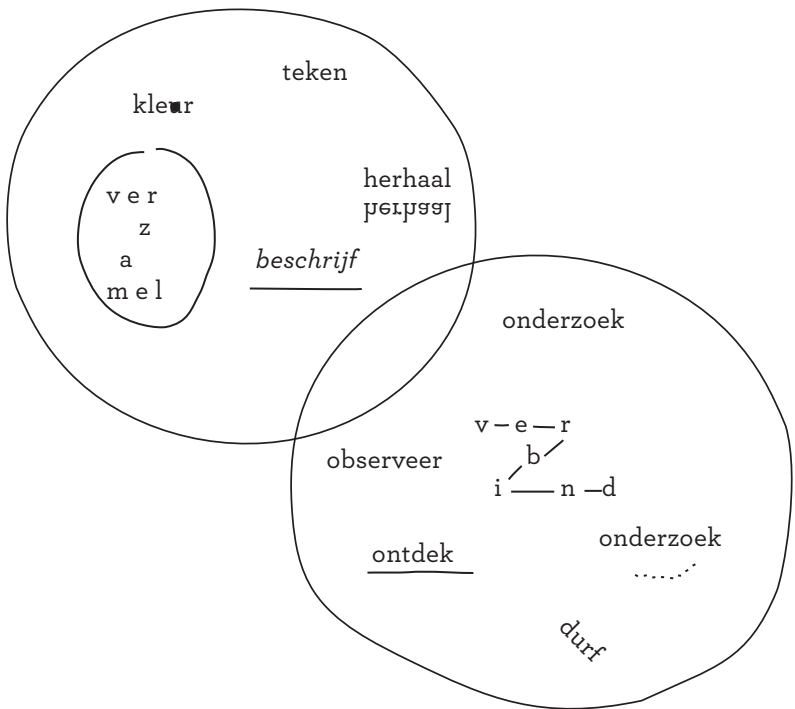 teken
kleur
herhaal
herhaal
v e r
z
a
m e l
beschrijf
onderzoek
v e r
b
i n d
observeer
onderzoek
ontdek
durf